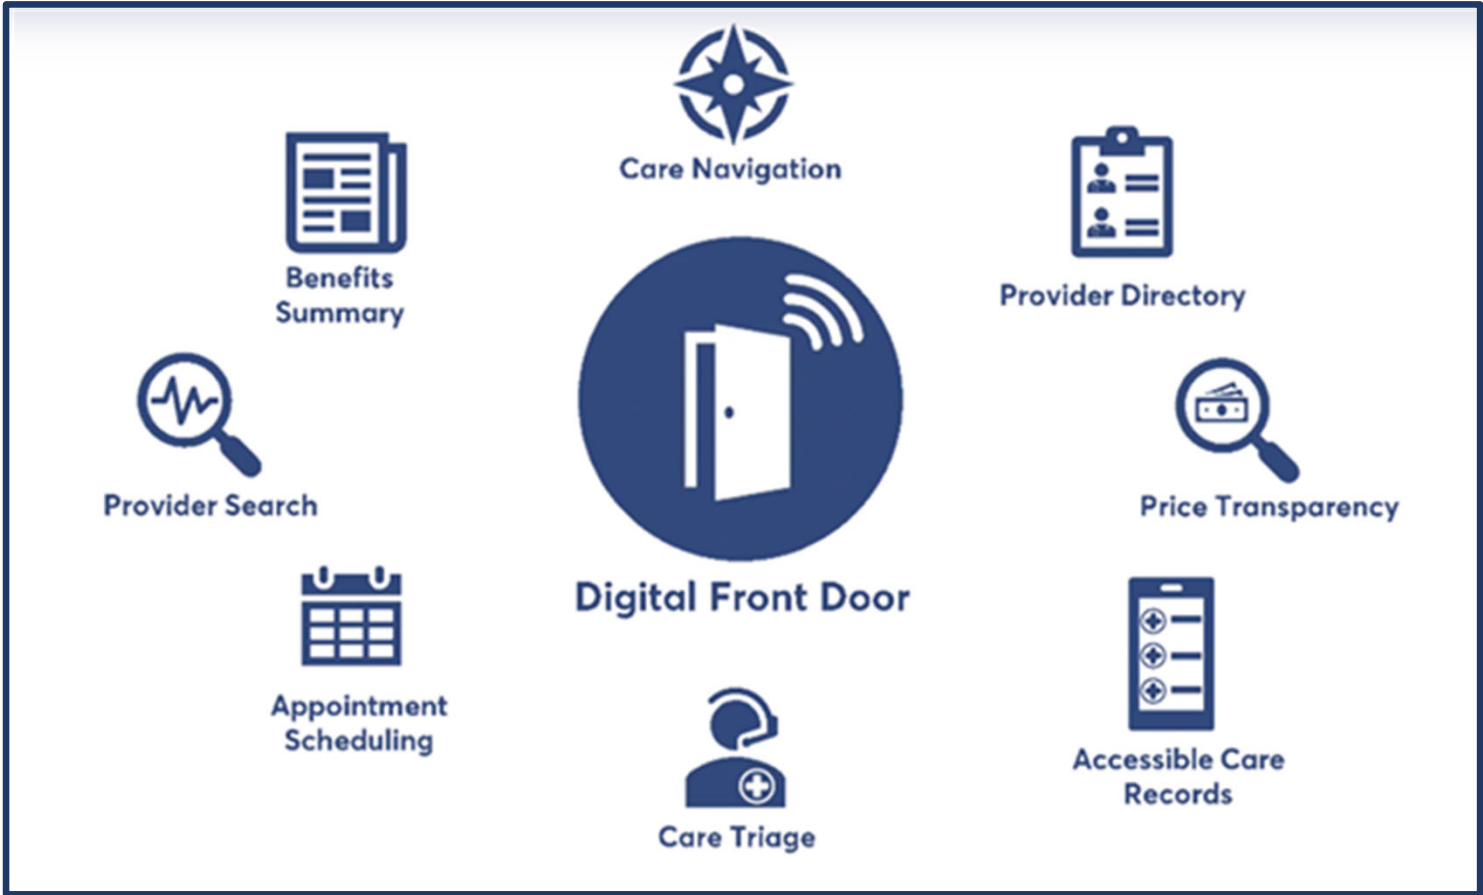 Care Navigation
Benefits
Summary
Provider Directory
Provider Search
Price Transparency
Digital Front Door
Appointment
Scheduling
Accessible Care
Records
Care Triage